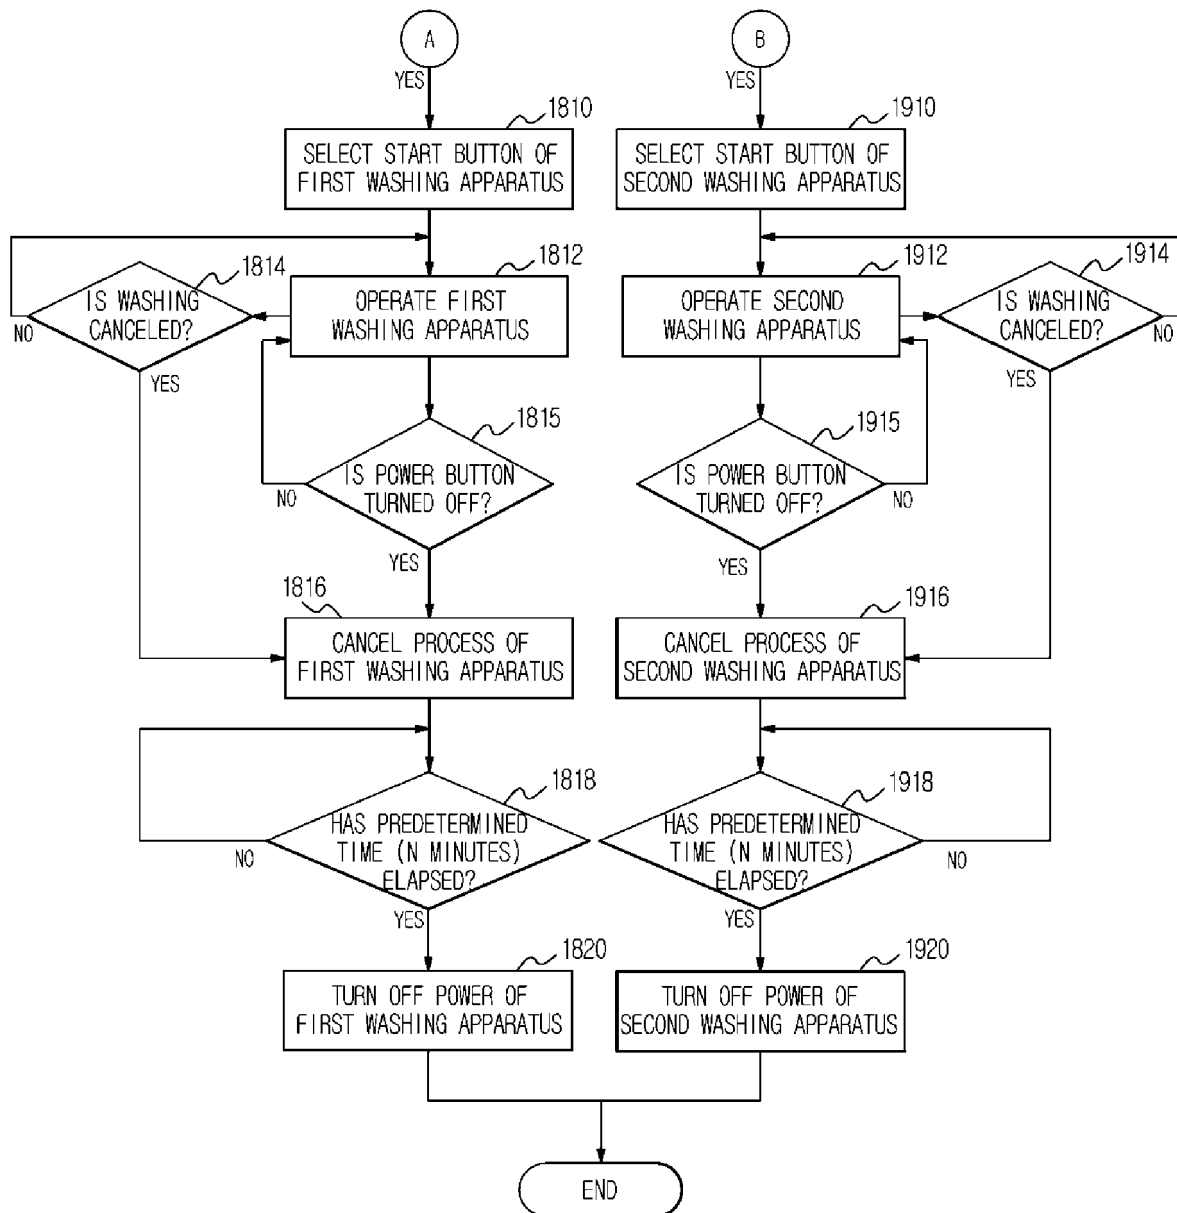 A
B
YES
YES
1810
1910
SELECT START BUTTON OF
FIRST WASHING APPARATUS
SELECT START BUTTON OF
SECOND WASHING APPARATUS
1814
1812
1912
1914
IS WASHING
CANCELED?
OPERATE FIRST
WASHING APPARATUS
OPERATE SECOND
WASHING APPARATUS
IS WASHING
CANCELED?
NO
NO
YES
YES
1815
1915
IS POWER BUTTON
TURNED OFF?
IS POWER BUTTON
TURNED OFF?
NO
NO
YES
YES
1816
1916
CANCEL PROCESS OF
FIRST WASHING APPARATUS
CANCEL PROCESS OF
SECOND WASHING APPARATUS
1818
1918
HAS PREDETERMINED
TIME (N MINUTES)
ELAPSED?
HAS PREDETERMINED
TIME (N MINUTES)
ELAPSED?
NO
NO
YES
YES
1820
1920
TURN OFF POWER OF
FIRST WASHING APPARATUS
TURN OFF POWER OF
SECOND WASHING APPARATUS
END